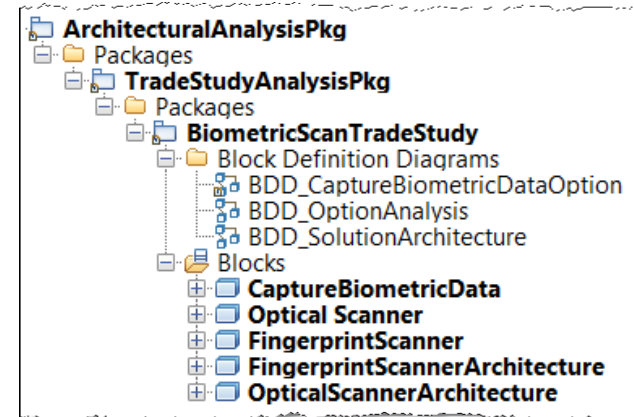 ArchitecturalAnalysisPkg
Packages
TradeStudyAnalysisPkg
Packages
BiometricScanTradeStudy
Block Definition Diagrams
BDD_CaptureBiometricDataOption
BDD_OptionAnalysis
BDD_SolutionArchitecture
Blocks
CaptureBiometricData
Optical Scanner
FingerprintScanner
FingerprintScannerArchitecture
OpticalScannerArchitecture